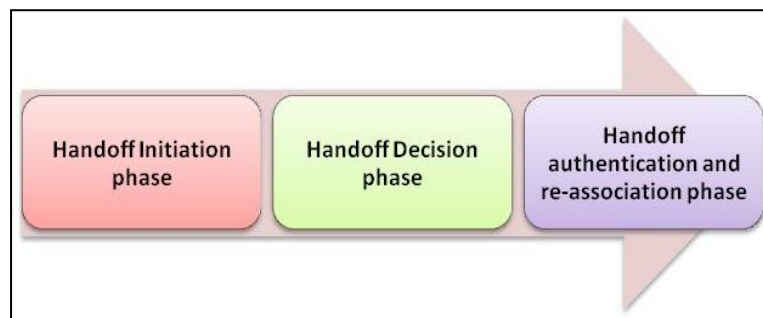 Handoff Initiation
phase
Handoff Decision
phase
Handoff
authentication and
re-association phase